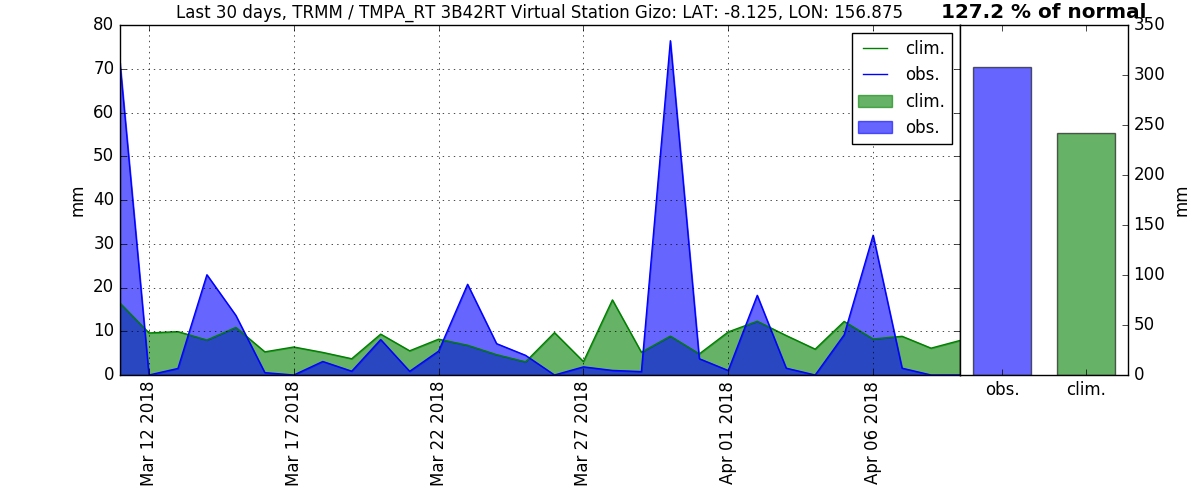 Last 30 days, TRMM / TMPA_RT 3B42RT Virtual Station Gizo: LAT: -8.125, LON: 156.875
127.2 % of normal
80
70
60
50
40
30
20
10
0
mm
clim.
obs.
clim.
obs.
350
300
250
200
150
100
50
0
mm
Mar 12 2018
Mar 17 2018
Mar 22 2018
Mar 27 2018
Apr 01 2018
Apr 06 2018
obs.
clim.